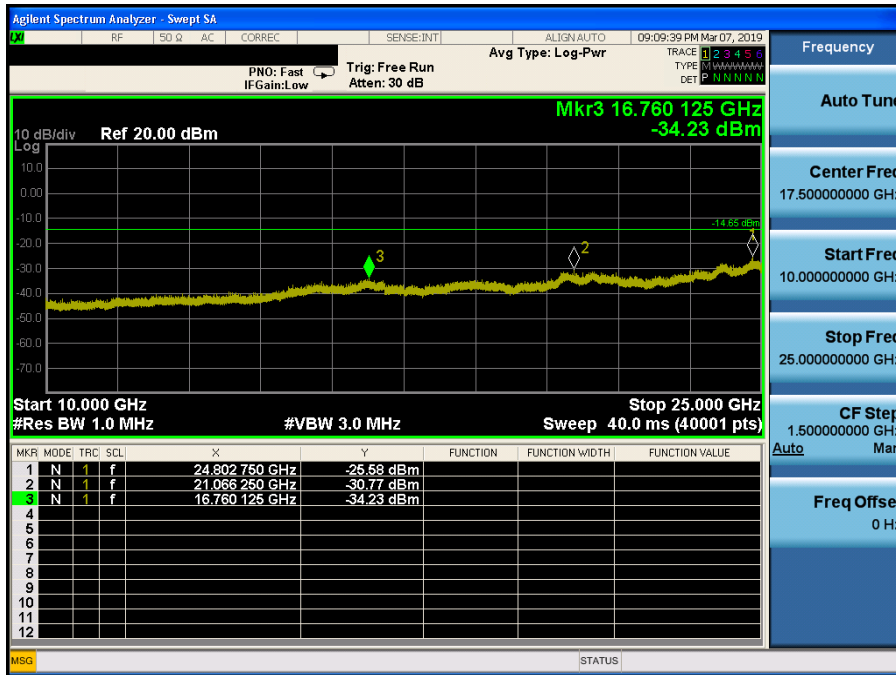 Agilent Spectrum Analyzer - Swept SA
LXI RF 50 Ω AC CORREC SENSE:INT ALIGN AUTO 09:09:39 PM Mar 07, 2019
Avg Type: Log-Pwr
TRACE 1 2 3 4 5 6
TYPE M
DET P N N N N N
PNO: Fast
IFGain:Low
Trig: Free Run
Atten: 30 dB
Mkr3 16.760 125 GHz
-34.23 dBm
10 dB/div Ref 20.00 dBm
Log
10.0
0.00
-10.0
-14.65 dBm
-20.0
1
2
3
-30.0
-40.0
-50.0
-60.0
-70.0
Start 10.000 GHz Stop 25.000 GHz
#Res BW 1.0 MHz #VBW 3.0 MHz Sweep 40.0 ms (40001 pts)
MKR MODE TRC SCL X Y FUNCTION FUNCTION WIDTH FUNCTION VALUE
1 N 1 f 24.802 750 GHz -25.58 dBm
2 N 1 f 21.066 250 GHz -30.77 dBm
3 N 1 f 16.760 125 GHz -34.23 dBm
4
5
6
7
8
9
10
11
12
MSG STATUS
Frequency
Auto Tune
Center Freq
17.500000000 GHz
Start Freq
10.000000000 GHz
Stop Freq
25.000000000 GHz
CF Step
1.500000000 GHz
Auto Man
Freq Offset
0 Hz